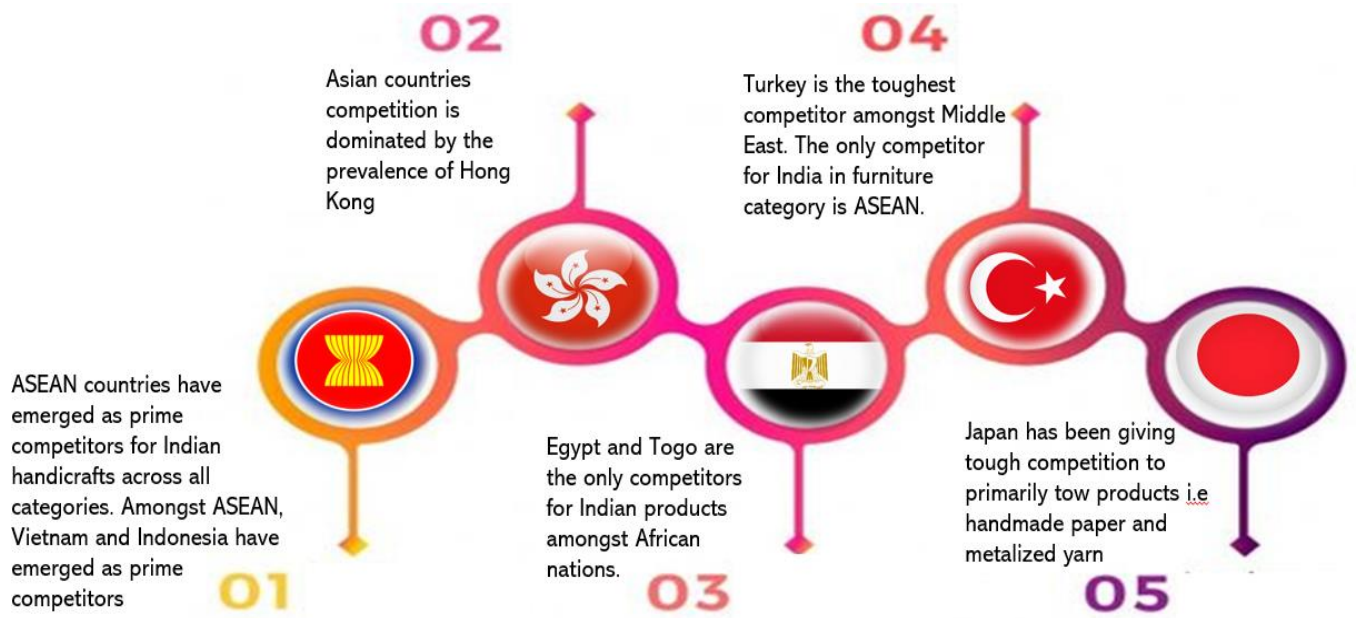 01
ASEAN countries have
emerged as prime
competitors for Indian
handicrafts across all
categories. Amongst ASEAN,
Vietnam and Indonesia have
emerged as prime
competitors
02
Asian countries
competition is
dominated by the
prevalence of Hong
Kong
03
Egypt and Togo are
the only competitors
for Indian products
amongst African
nations.
04
Turkey is the toughest
competitor amongst Middle
East. The only competitor
for India in furniture
category is ASEAN.
05
Japan has been giving
tough competition to
primarily tow products i.e
handmade paper and
metalized yarn